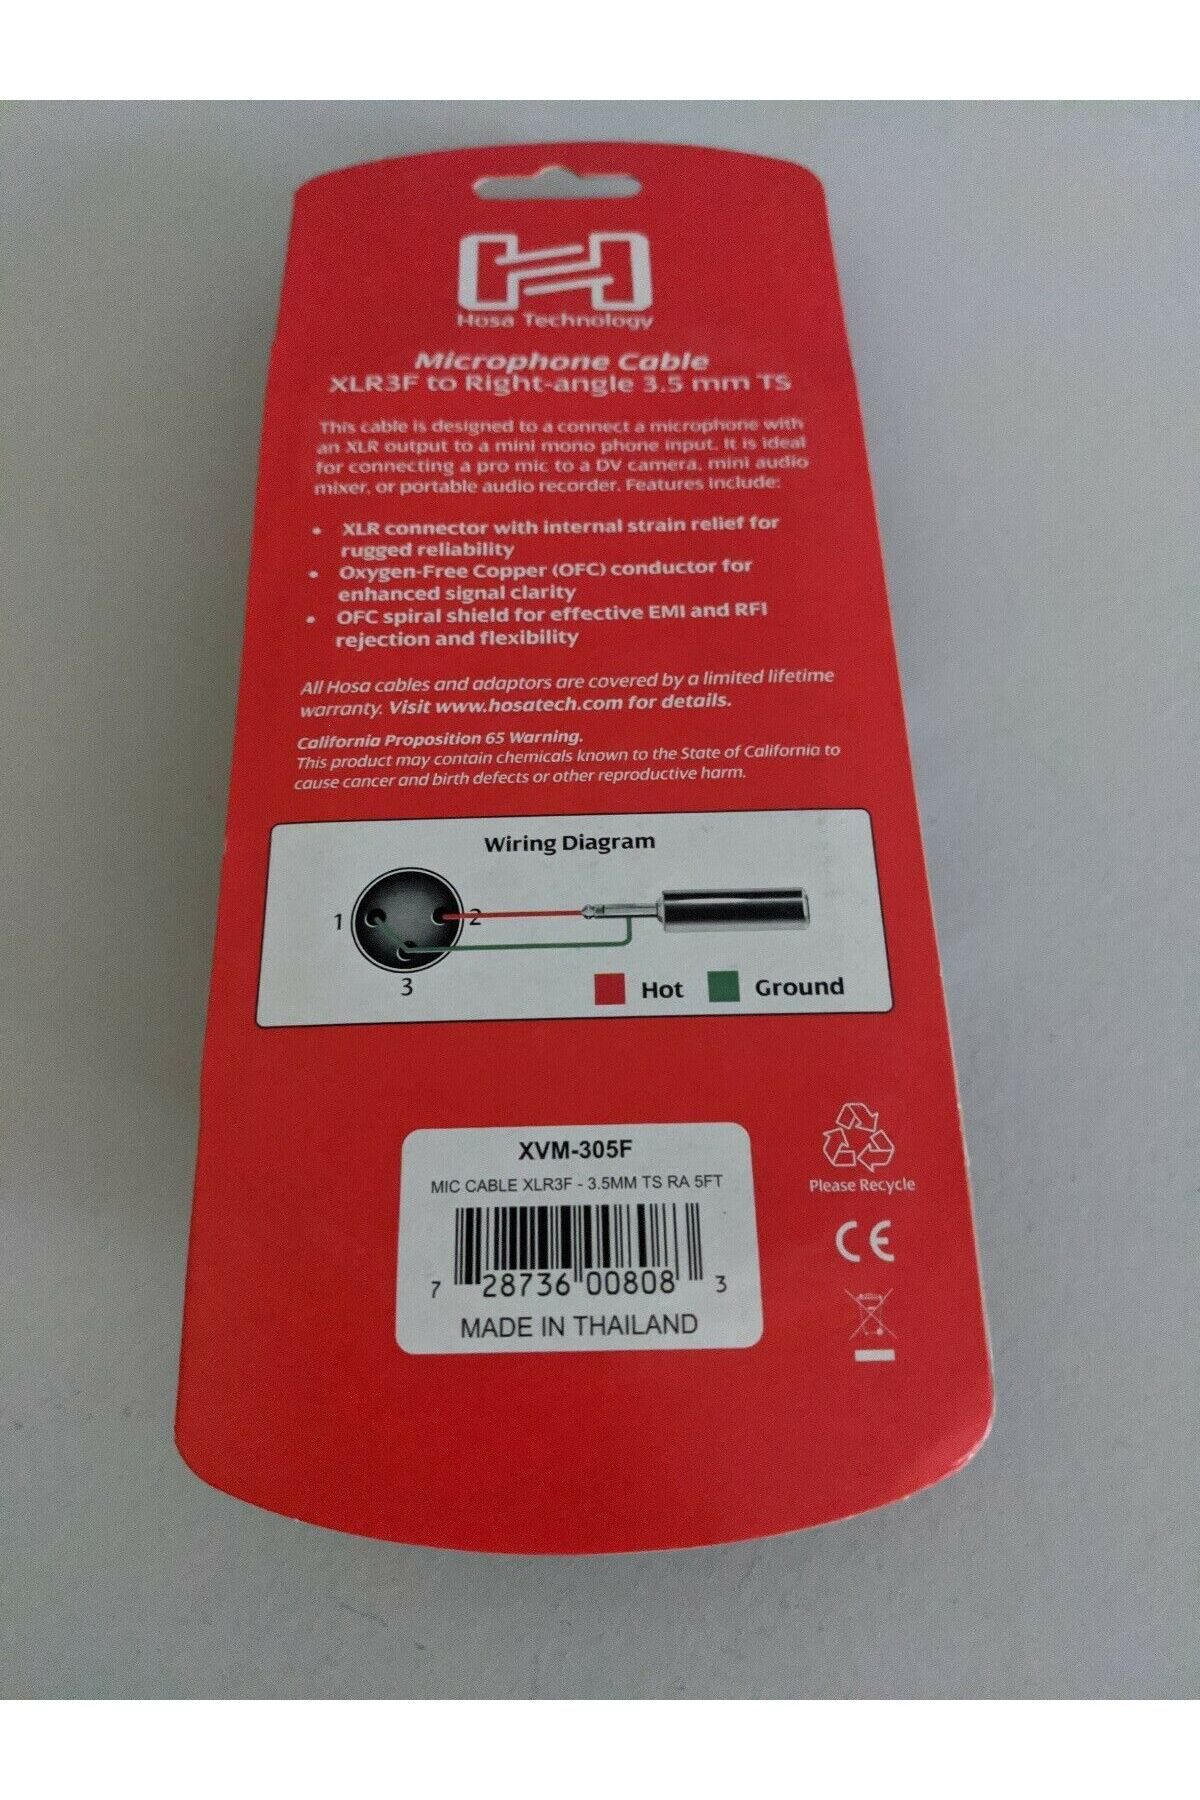 Hosa Technology
Microphone Cable
XLR3F to Right-angle 3.5 mm TS
This cable is designed to a connect a microphone with
an XLR output to a mini mono phone input. It is ideal
for connecting a pro mic to a DV camera, mini audio
mixer, or portable audio recorder. Features include:
• XLR connector with internal strain relief for
rugged reliability
• Oxygen-Free Copper (OFC) conductor for
enhanced signal clarity
• OFC spiral shield for effective EMI and RFI
rejection and flexibility
All Hosa cables and adaptors are covered by a limited lifetime
warranty. Visit www.hosatech.com for details.
California Proposition 65 Warning.
This product may contain chemicals known to the State of California to
cause cancer and birth defects or other reproductive harm.
Wiring Diagram
1 2
3
Hot Ground
XVM-305F
MIC CABLE XLR3F - 3.5MM TS RA 5FT
7 28736 00808 3
MADE IN THAILAND
Please Recycle
CE